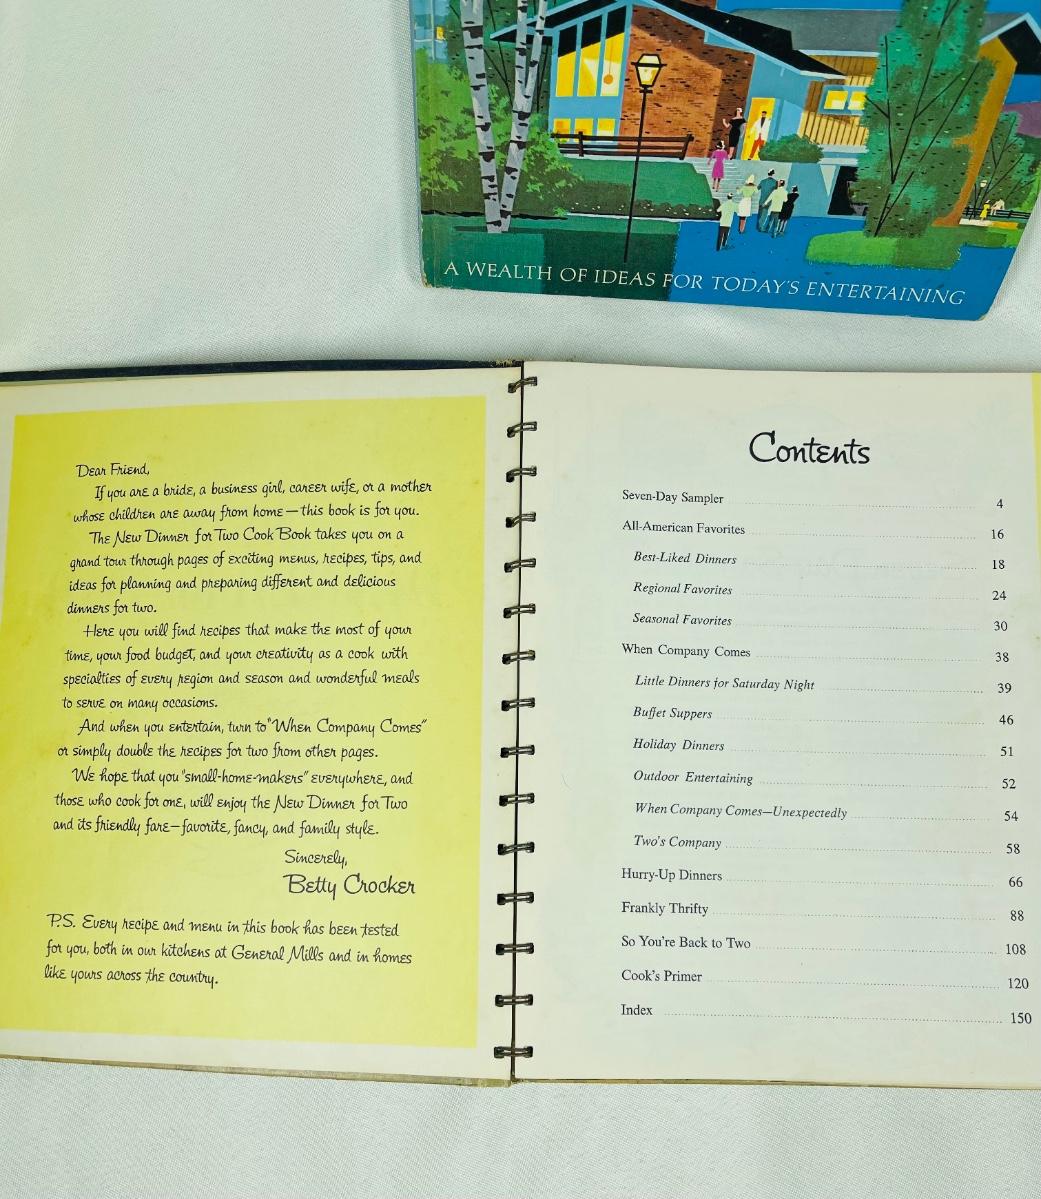 A WEALTH OF IDEAS FOR TODAY'S ENTERTAINING
Dear Friend,
If you are a bride, a business girl, career wife, or a mother
whose children are away from home—this book is for you.
The New Dinner for Two Cook Book takes you on a
grand tour through pages of exciting menus, recipes, tips, and
ideas for planning and preparing different and delicious
dinners for two.
Here you will find recipes that make the most of your
time, your food budget, and your creativity as a cook with
specialties of every region and season and wonderful meals
to serve on many occasions.
And when you entertain, turn to "When Company Comes"
or simply double the recipes for two from other pages.
We hope that you "small-home-makers" everywhere, and
those who cook for one, will enjoy the New Dinner for Two
and its friendly fare—favorite, fancy, and family style.
Sincerely,
Betty Crocker
P.S. Every recipe and menu in this book has been tested
for you, both in our kitchens at General Mills and in homes
like yours across the country.
Contents
Seven-Day Sampler 4
All-American Favorites 16
Best-Liked Dinners 18
Regional Favorites 24
Seasonal Favorites 30
When Company Comes 38
Little Dinners for Saturday Night 39
Buffet Suppers 46
Holiday Dinners 51
Outdoor Entertaining 52
When Company Comes—Unexpectedly 54
Two's Company 58
Hurry-Up Dinners 66
Frankly Thrifty 88
So You're Back to Two 108
Cook's Primer 120
Index 150